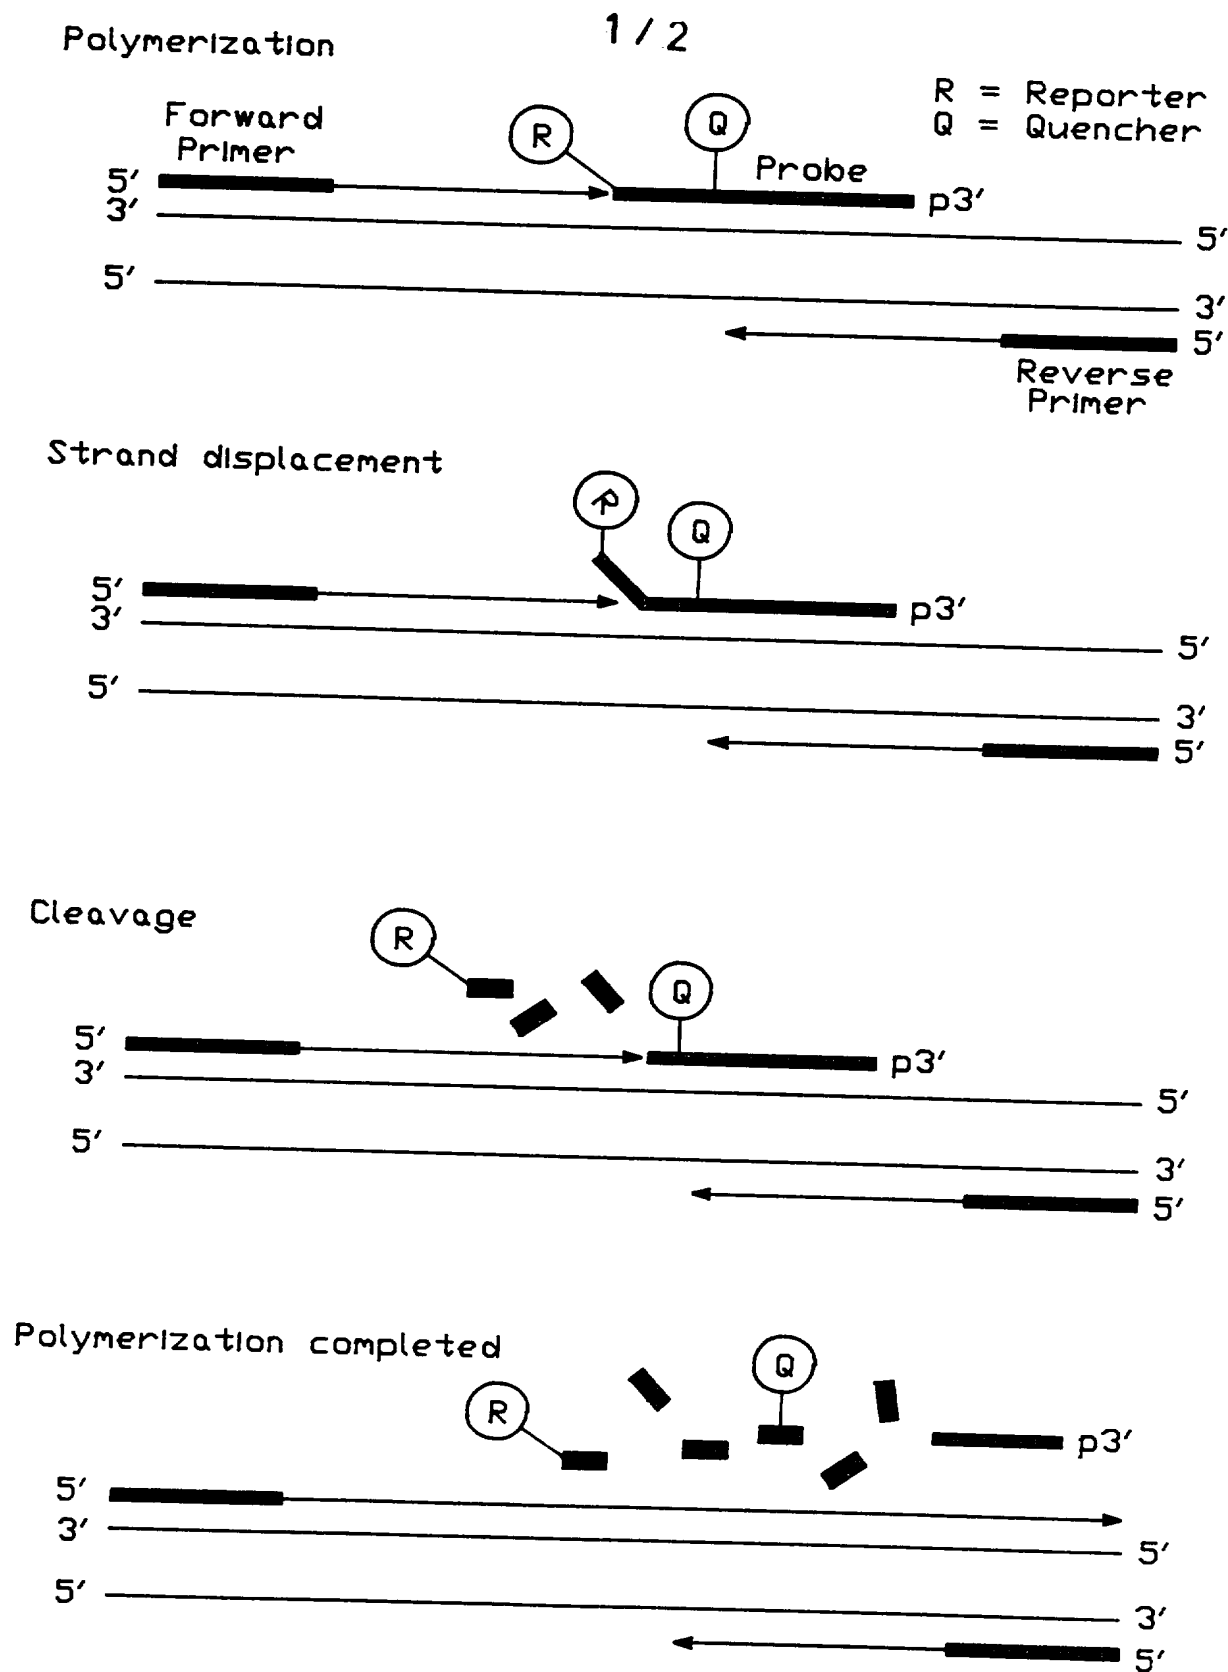 1/2
Polymerization
R = Reporter
Q = Quencher
Forward
Primer
R
Q
Probe
5′
p3′
3′
5′
5′
3′
5′
Reverse
Primer
Strand displacement
R
Q
5′
p3′
3′
5′
5′
3′
5′
Cleavage
R
Q
5′
p3′
3′
5′
5′
3′
5′
Polymerization completed
R
Q
p3′
5′
3′
5′
5′
3′
5′